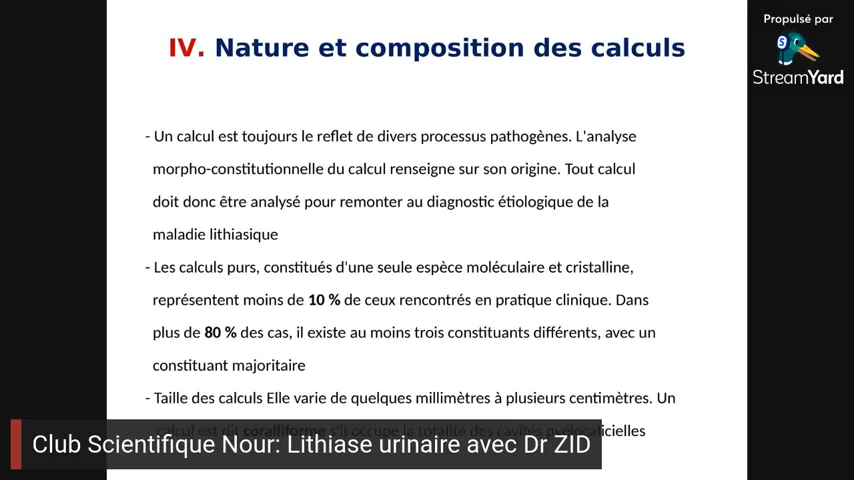 Propulsé par
StreamYard
IV. Nature et composition des calculs
- Un calcul est toujours le reflet de divers processus pathogènes. L'analyse
morpho-constitutionnelle du calcul renseigne sur son origine. Tout calcul
doit donc être analysé pour remonter au diagnostic étiologique de la
maladie lithiasique
- Les calculs purs, constitués d'une seule espèce moléculaire et cristalline,
représentent moins de 10 % de ceux rencontrés en pratique clinique. Dans
plus de 80 % des cas, il existe au moins trois constituants différents, avec un
constituant majoritaire
- Taille des calculs Elle varie de quelques millimètres à plusieurs centimètres. Un
calcul est dit coralliforme s'il occupe la totalité des cavités pyélocalicielles
Club Scientifique Nour: Lithiase urinaire avec Dr ZID